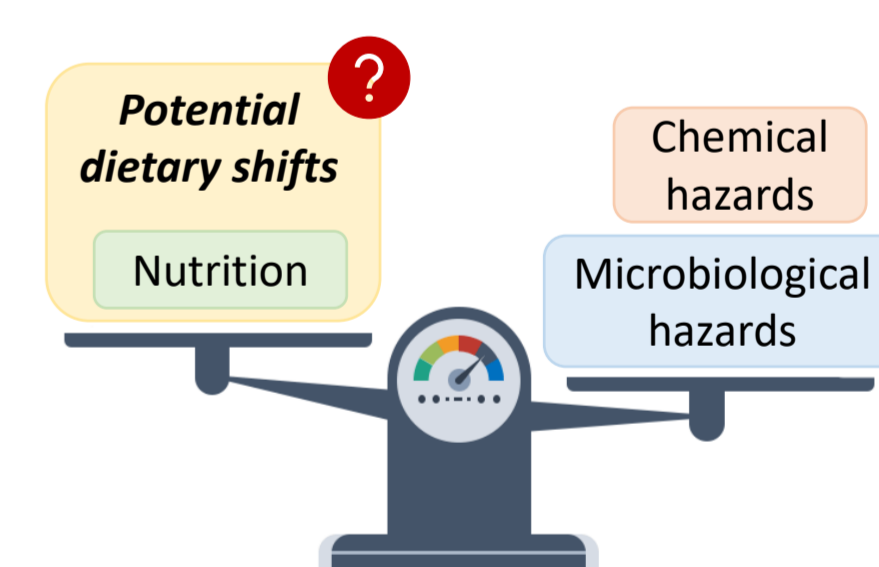 ?
Potential
dietary shifts
Nutrition
Chemical
hazards
Microbiological
hazards